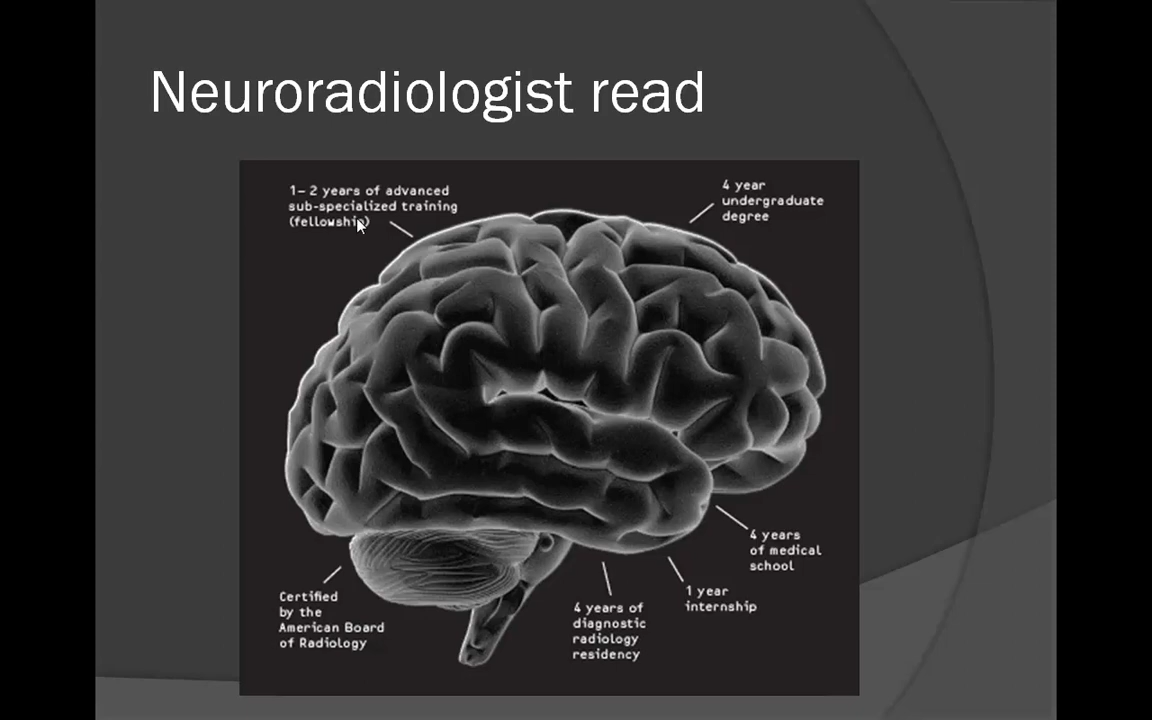 Neuroradiologist read
1– 2 years of advanced
sub-specialized training
(fellowship)
4 year
undergraduate
degree
4 years
of medical
school
1 year
internship
4 years of
diagnostic
radiology
residency
Certified
by the
American Board
of Radiology